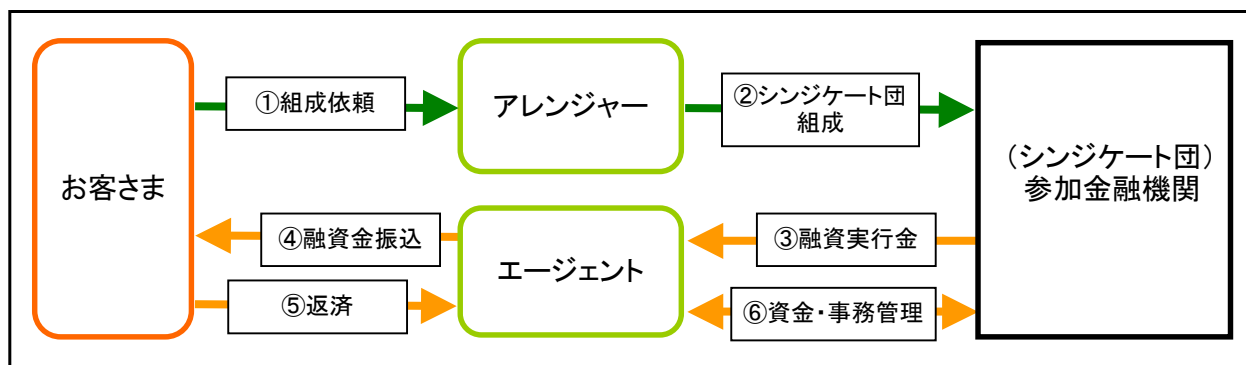 お客さま
①組成依頼
アレンジャー
②シンジケート団
組成
（シンジケート団）
参加金融機関
④融資金振込
エージェント
③融資実行金
⑤返済
⑥資金・事務管理